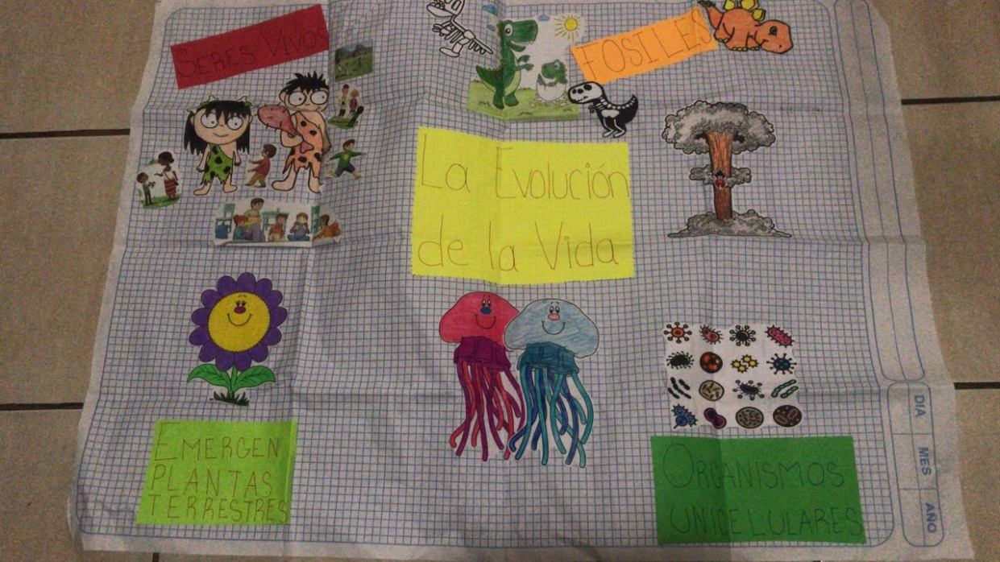 SERES VIVOS
FOSILES
La Evolución
de la Vida
EMERGEN
PLANTAS
TERRESTRES
ORGANISMOS
UNICELULARES
DIA
MES
AÑO